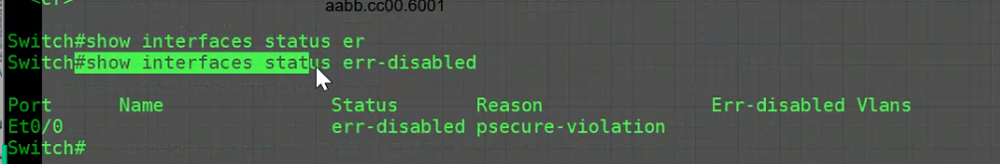 <cr>
aabb.cc00.6001
Switch#show interfaces status er
Switch#show interfaces status err-disabled
Port Name Status Reason Err-disabled Vlans
Et0/0 err-disabled psecure-violation
Switch#